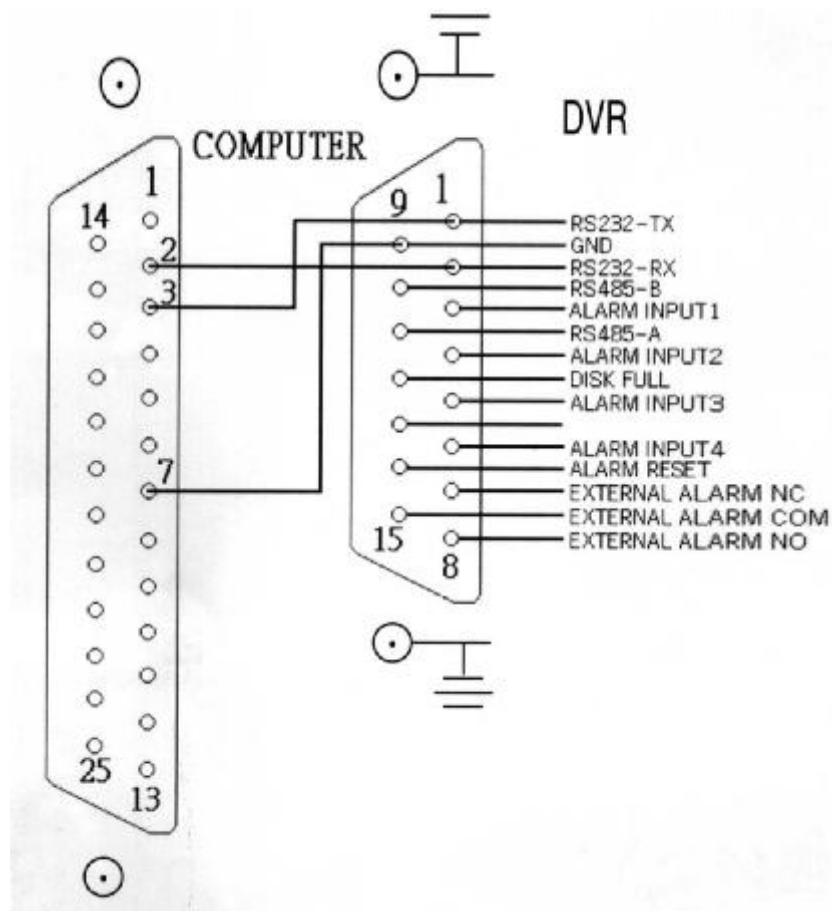 DVR
COMPUTER
1
14
2
3
7
25
13
9
1
15
8
RS232-TX
GND
RS232-RX
RS485-B
ALARM INPUT1
RS485-A
ALARM INPUT2
DISK FULL
ALARM INPUT3
ALARM INPUT4
ALARM RESET
EXTERNAL ALARM NC
EXTERNAL ALARM COM
EXTERNAL ALARM NO